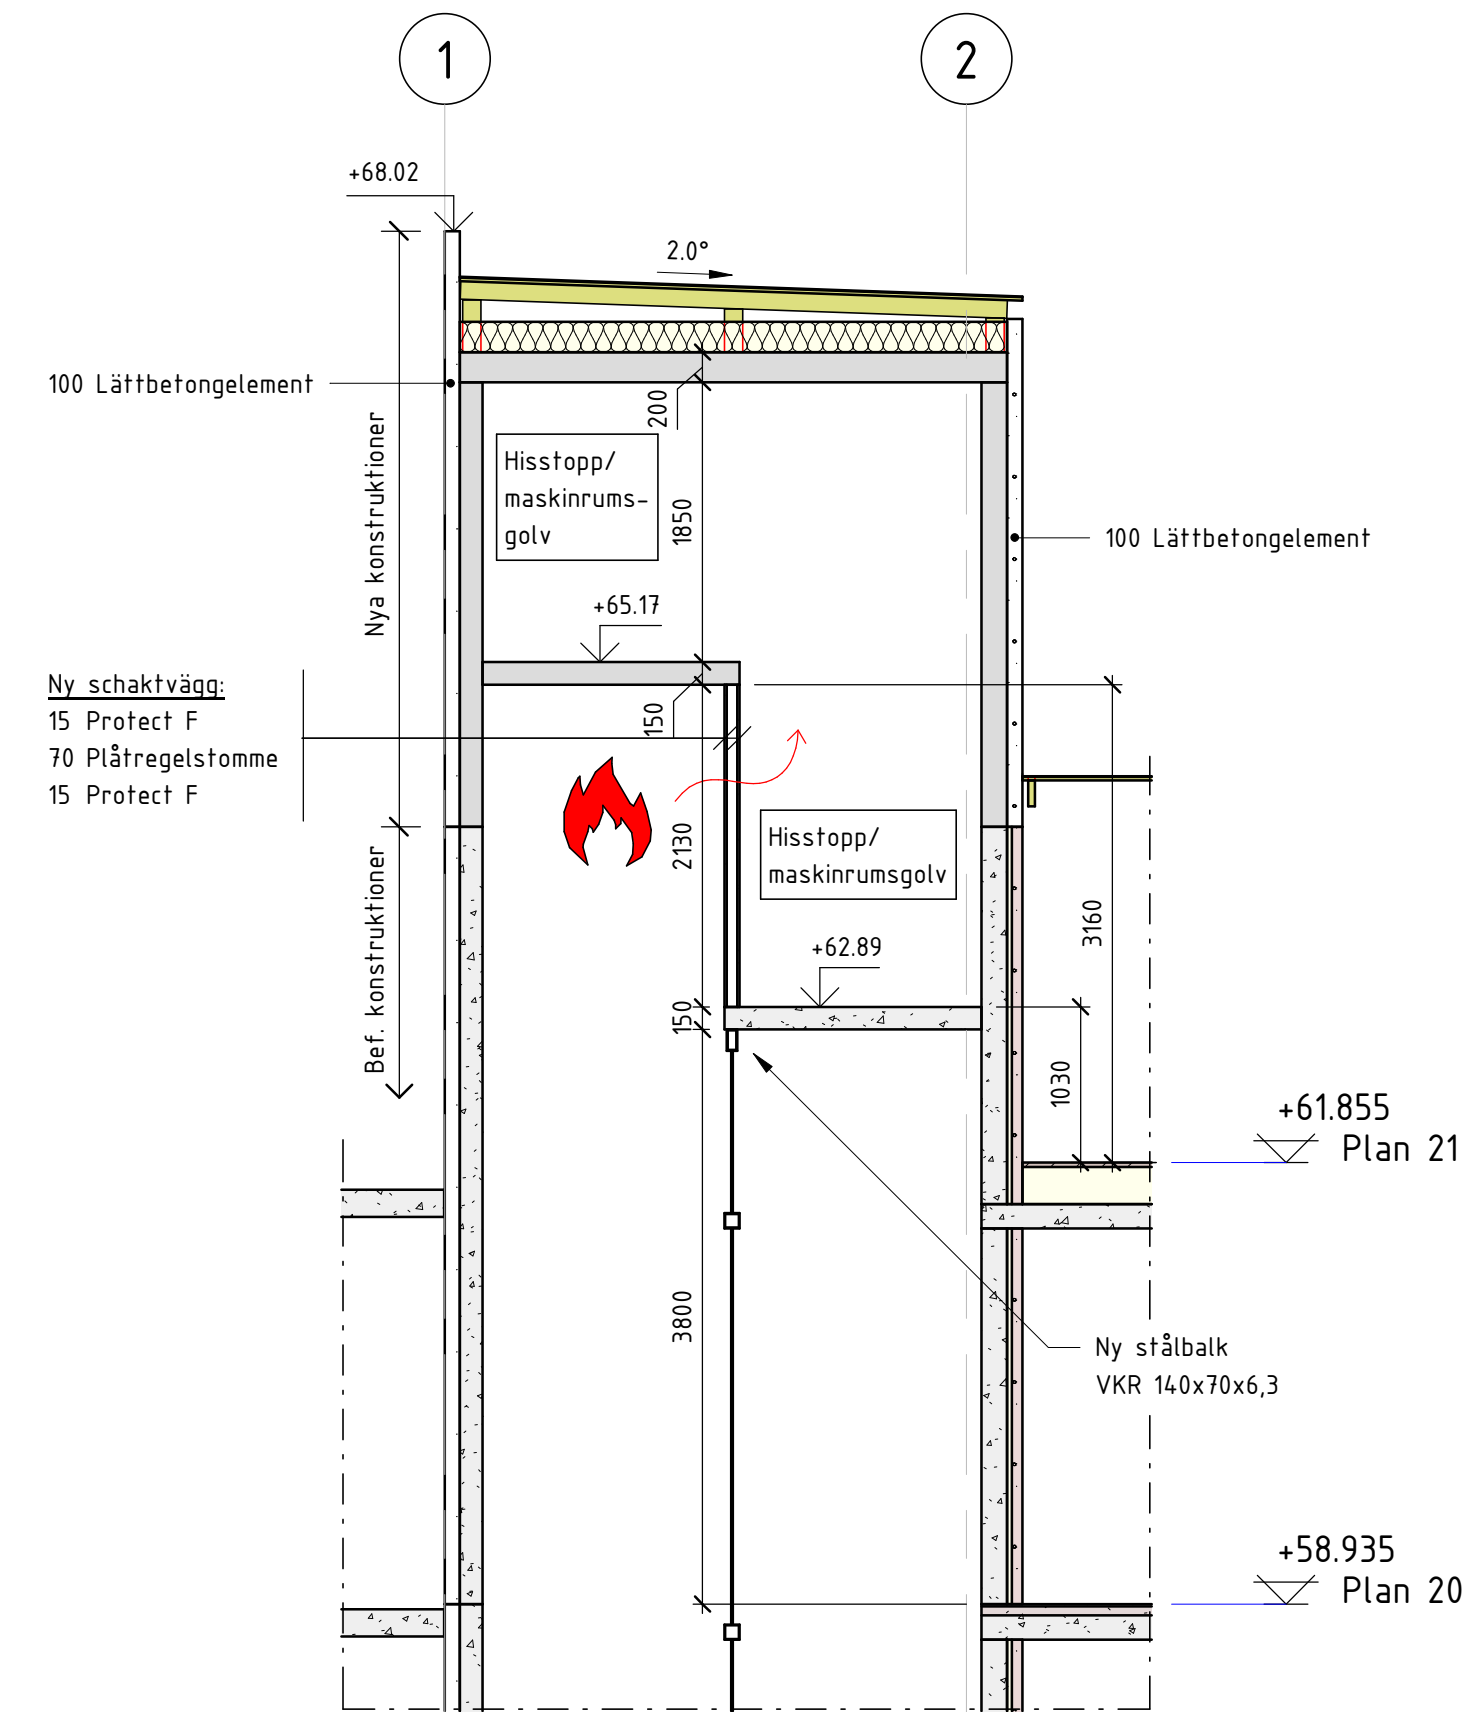 1
2
+68.02
2.0°
100 Lättbetongelement
Nya konstruktioner
200
Hisstopp/
maskinrums-
golv
1850
100 Lättbetongelement
+65.17
Ny schaktvägg:
15 Protect F
70 Plåtregelstomme
15 Protect F
150
2130
Hisstopp/
maskinrumsgolv
Bef. konstruktioner
3160
+62.89
150
1030
+61.855
Plan 21
3800
Ny stålbalk
VKR 140x70x6,3
+58.935
Plan 20